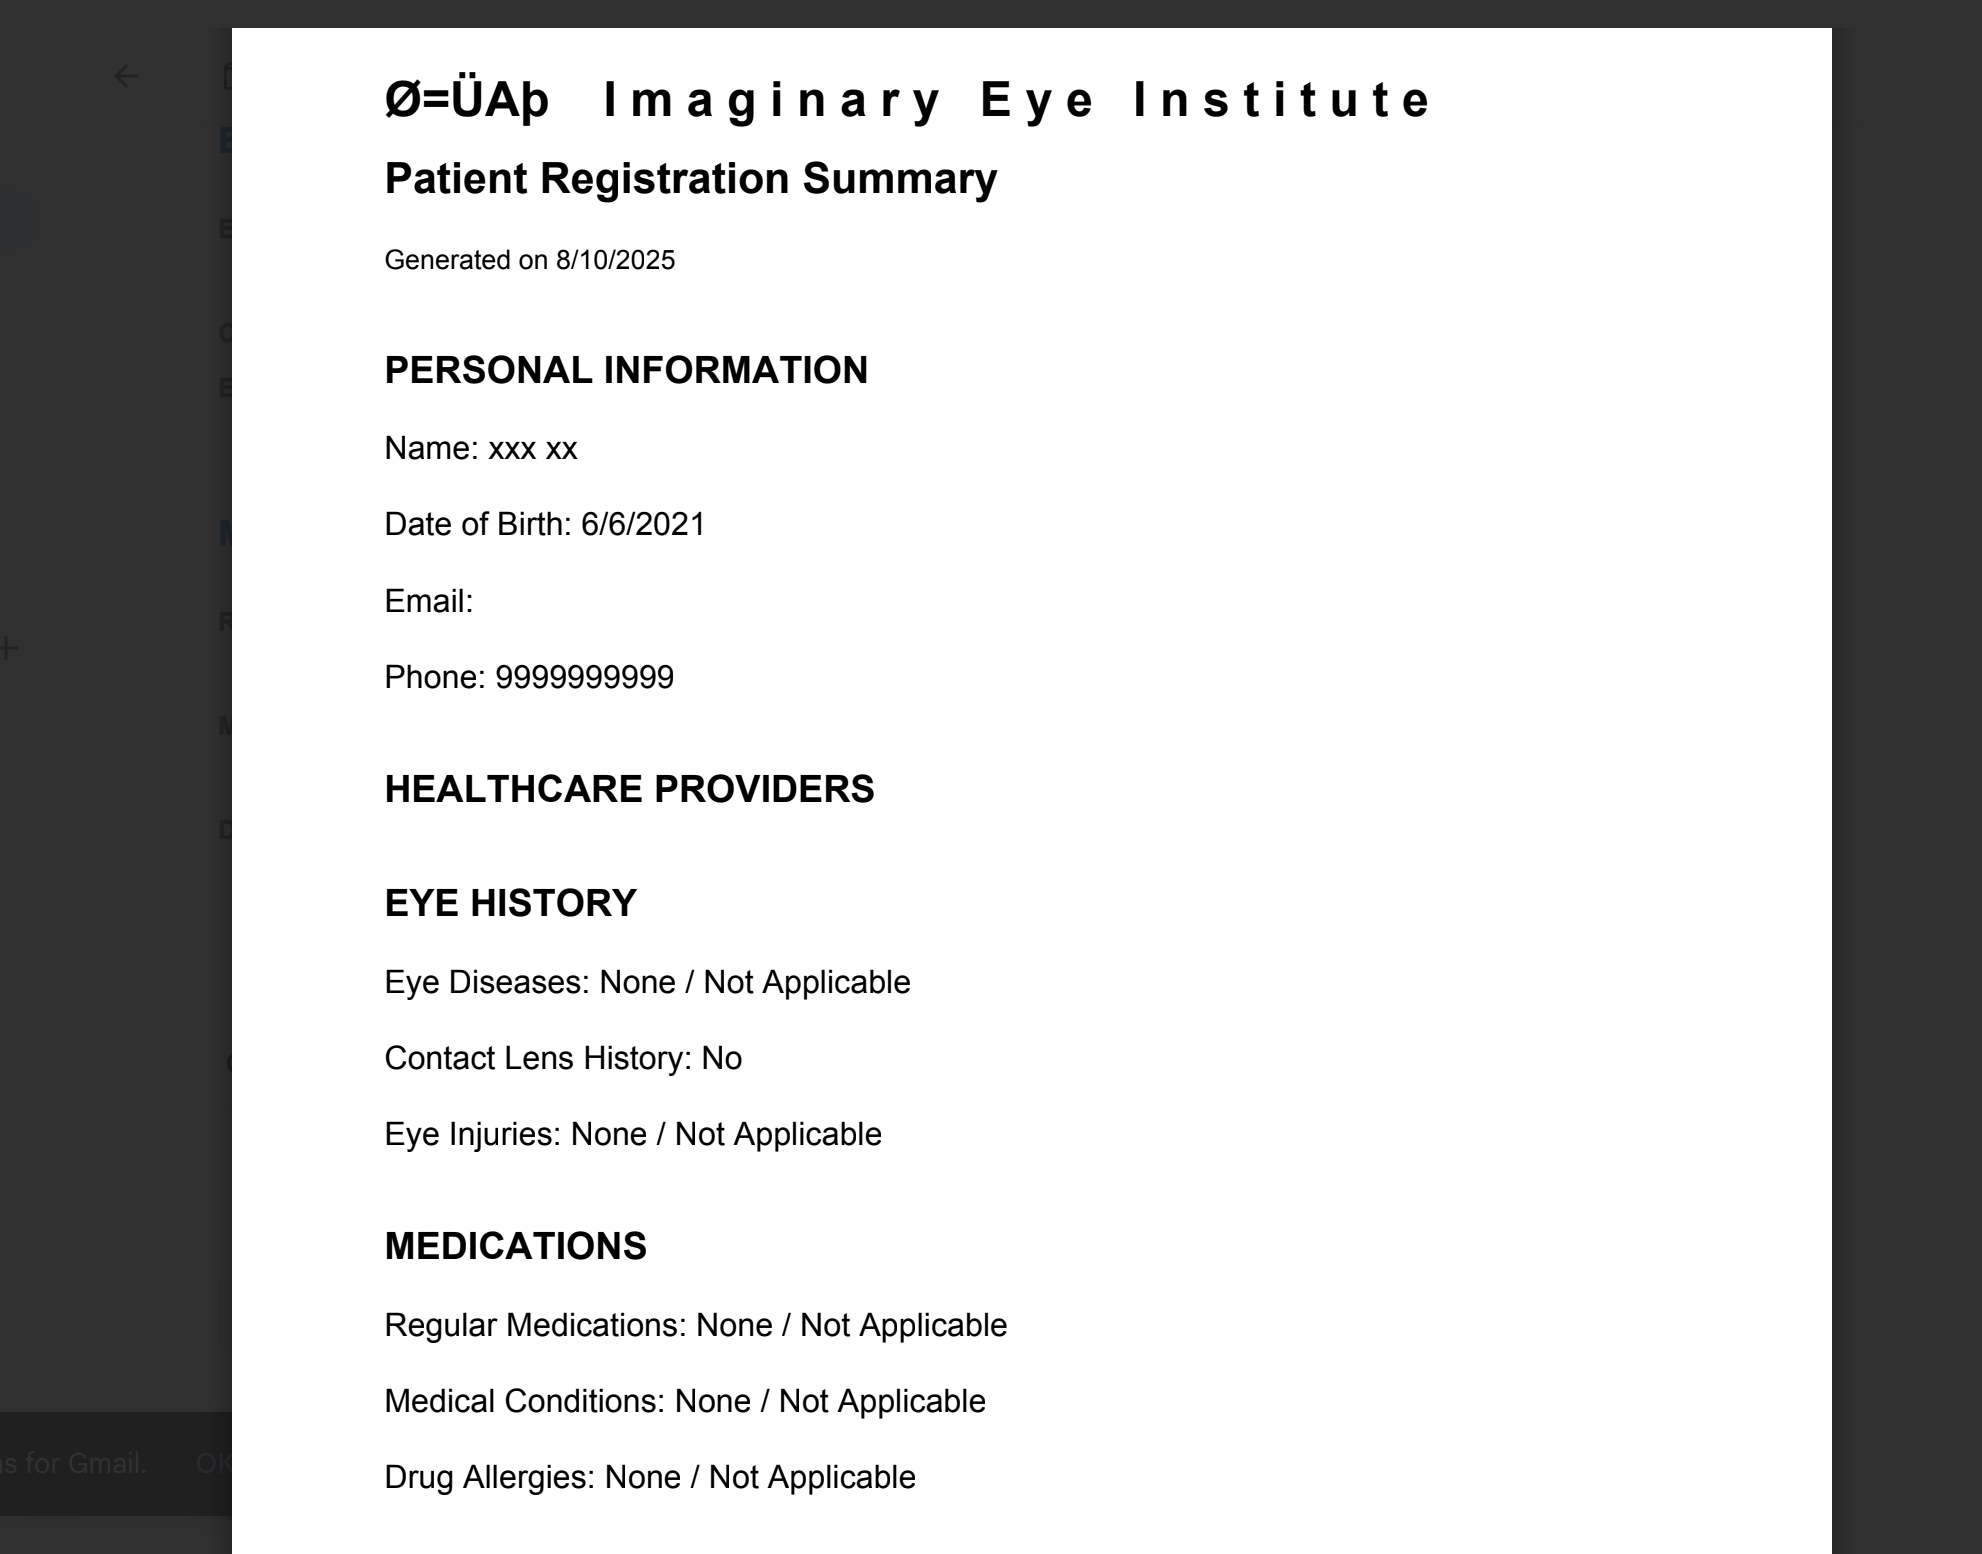 Ø=ÜAþ Imaginary Eye Institute
Patient Registration Summary
Generated on 8/10/2025
PERSONAL INFORMATION
Name: xxx xx
Date of Birth: 6/6/2021
Email:
Phone: 9999999999
HEALTHCARE PROVIDERS
EYE HISTORY
Eye Diseases: None / Not Applicable
Contact Lens History: No
Eye Injuries: None / Not Applicable
MEDICATIONS
Regular Medications: None / Not Applicable
Medical Conditions: None / Not Applicable
s for Gmail. OK
Drug Allergies: None / Not Applicable